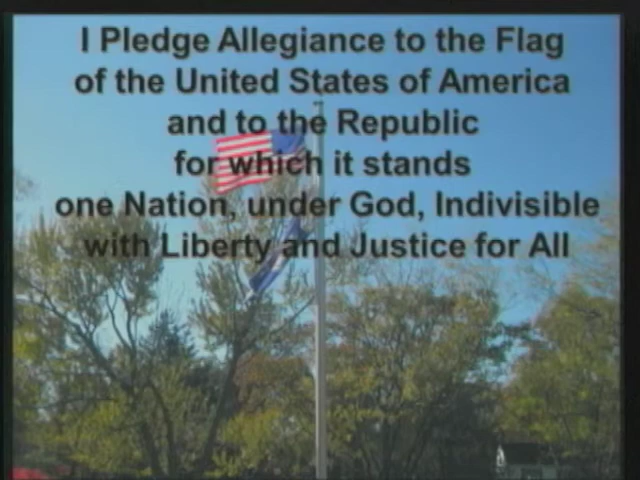 I Pledge Allegiance to the Flag
of the United States of America
and to the Republic
for which it stands
one Nation, under God, Indivisible
with Liberty and Justice for All